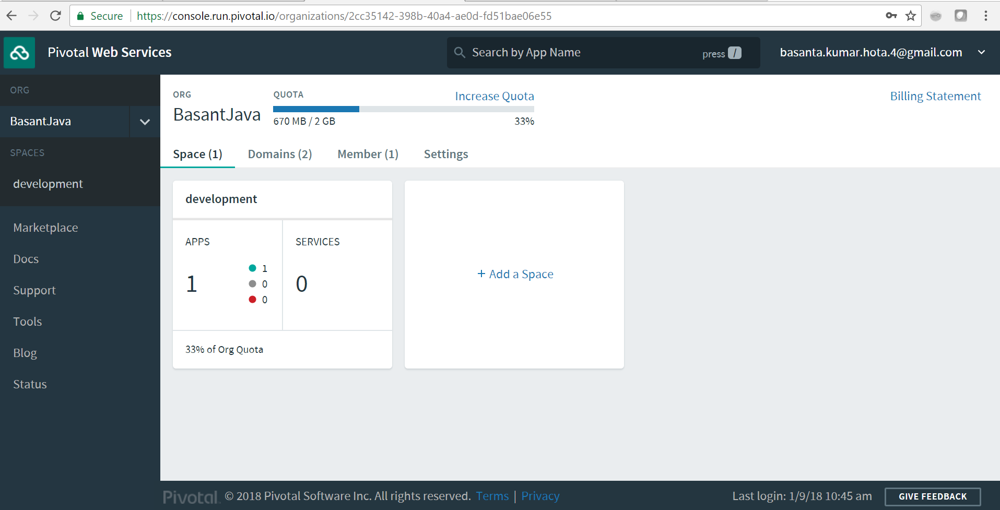 Secure https://console.run.pivotal.io/organizations/2cc35142-398b-40a4-ae0d-fd51bae06e55
Pivotal Web Services
Search by App Name
press /
basanta.kumar.hota.4@gmail.com
ORG
BasantJava
SPACES
development
Marketplace
Docs
Support
Tools
Blog
Status
ORG
BasantJava
QUOTA
Increase Quota
670 MB / 2 GB
33%
Billing Statement
Space (1) Domains (2) Member (1) Settings
development
APPS
1
1
0
0
SERVICES
0
33% of Org Quota
+ Add a Space
Pivotal. © 2018 Pivotal Software Inc. All rights reserved. Terms | Privacy
Last login: 1/9/18 10:45 am
GIVE FEEDBACK